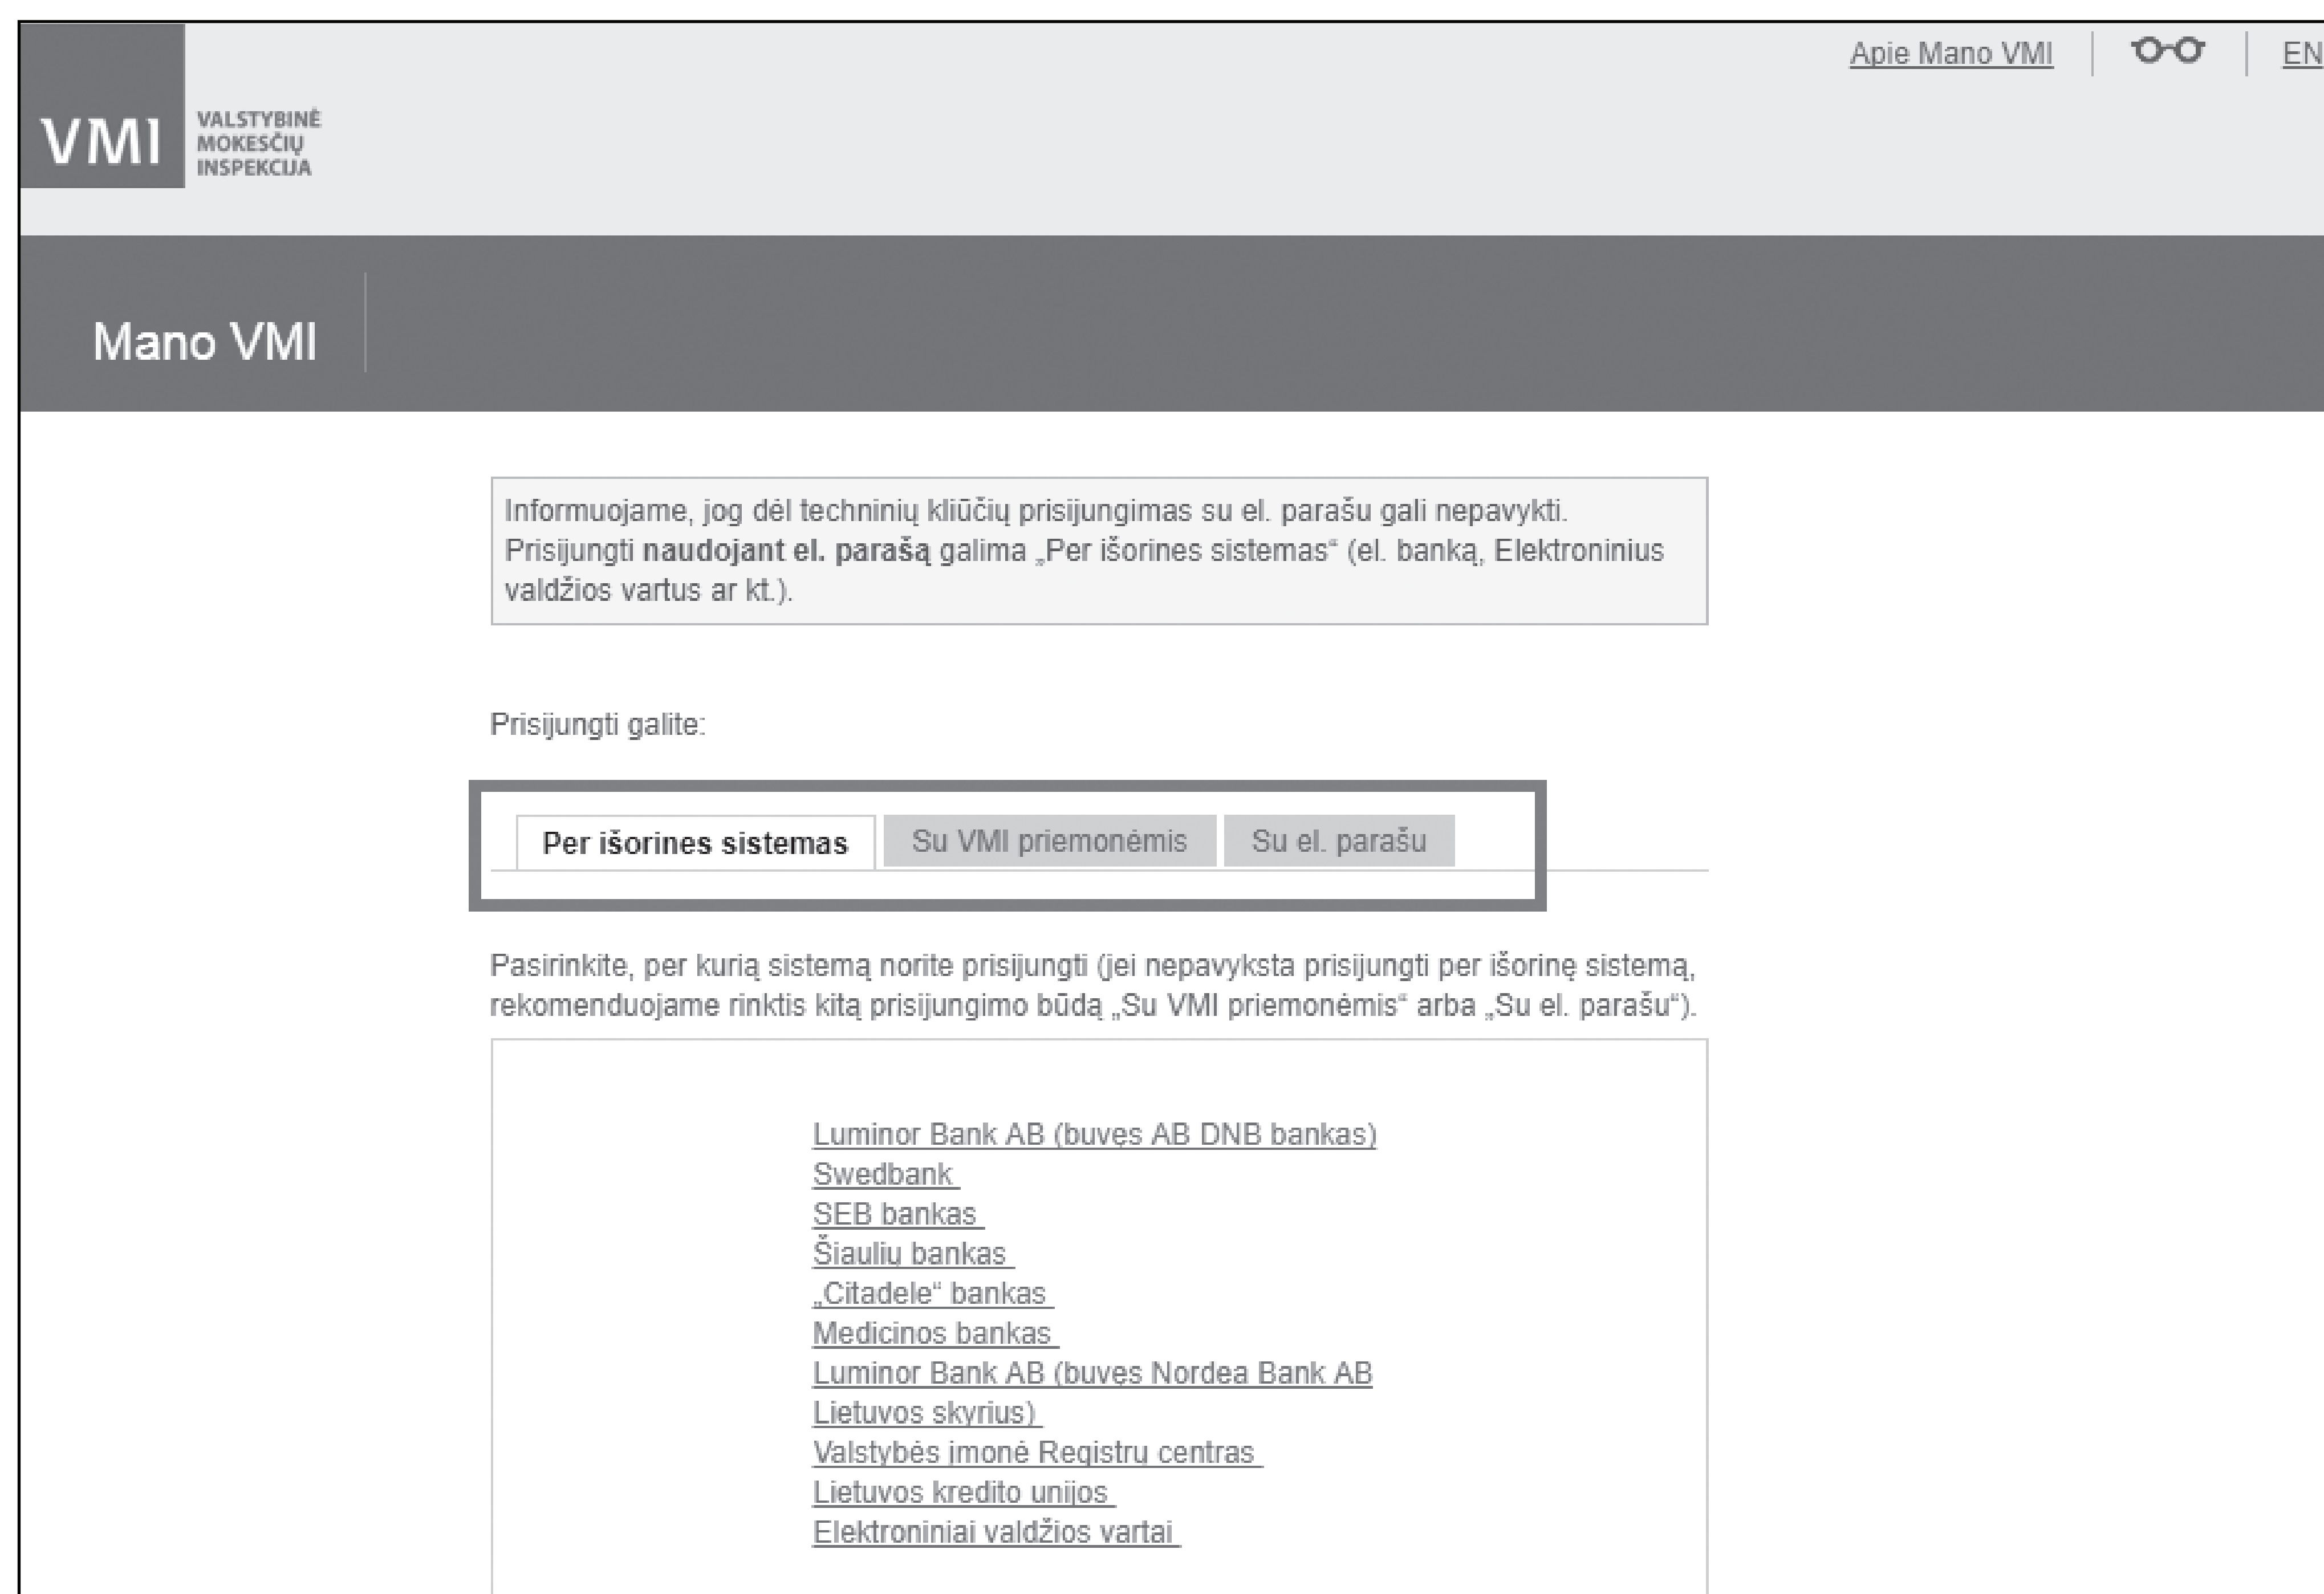 Apie Mano VMI
EN
VMI
VALSTYBINĖ
MOKESČIŲ
INSPEKCIJA
Mano VMI
Informuojame, jog dėl techninių kliūčių prisijungimas su el. parašu gali nepavykti.
Prisijungti naudojant el. parašą galima „Per išorines sistemas“ (el. banką, Elektroninius
valdžios vartus ar kt.).
Prisijungti galite:
Per išorines sistemas
Su VMI priemonėmis
Su el. parašu
Pasirinkite, per kurią sistemą norite prisijungti (jei nepavyksta prisijungti per išorinę sistemą,
rekomenduojame rinktis kitą prisijungimo būdą „Su VMI priemonėmis“ arba „Su el. parašu“).
Luminor Bank AB (buvęs AB DNB bankas)
Swedbank
SEB bankas
Šiaulių bankas
„Citadele“ bankas
Medicinos bankas
Luminor Bank AB (buvęs Nordea Bank AB
Lietuvos skyrius)
Valstybės įmonė Registrų centras
Lietuvos kredito unijos
Elektroniniai valdžios vartai